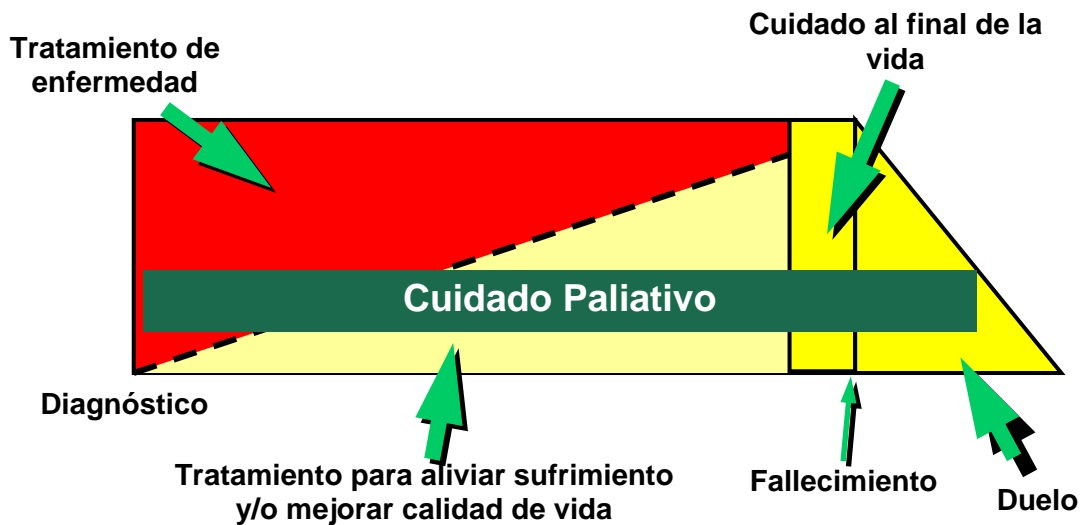 Tratamiento de
enfermedad
Cuidado al final de la
vida
Cuidado Paliativo
Diagnóstico
Tratamiento para aliviar sufrimiento
y/o mejorar calidad de vida
Fallecimiento
Duelo